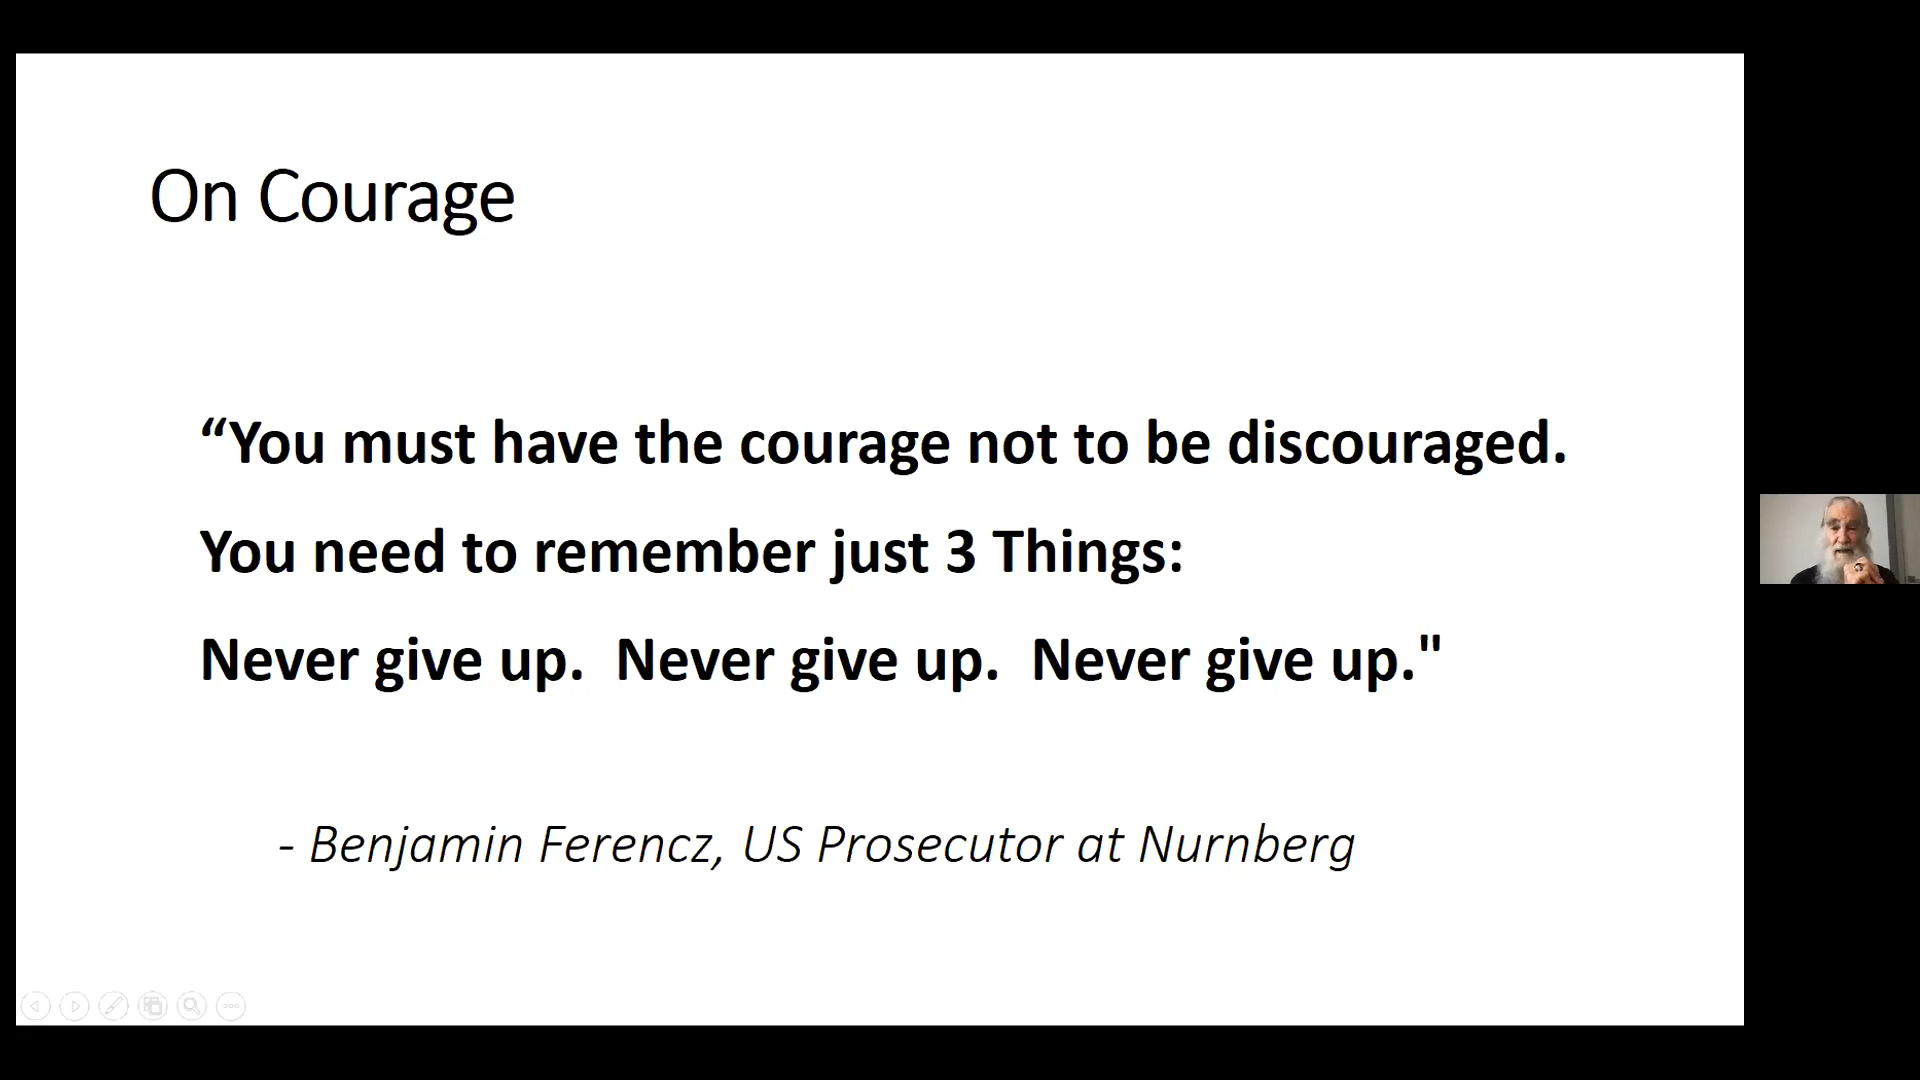 On Courage
“You must have the courage not to be discouraged.
You need to remember just 3 Things:
Never give up.  Never give up.  Never give up."
- Benjamin Ferencz, US Prosecutor at Nurnberg